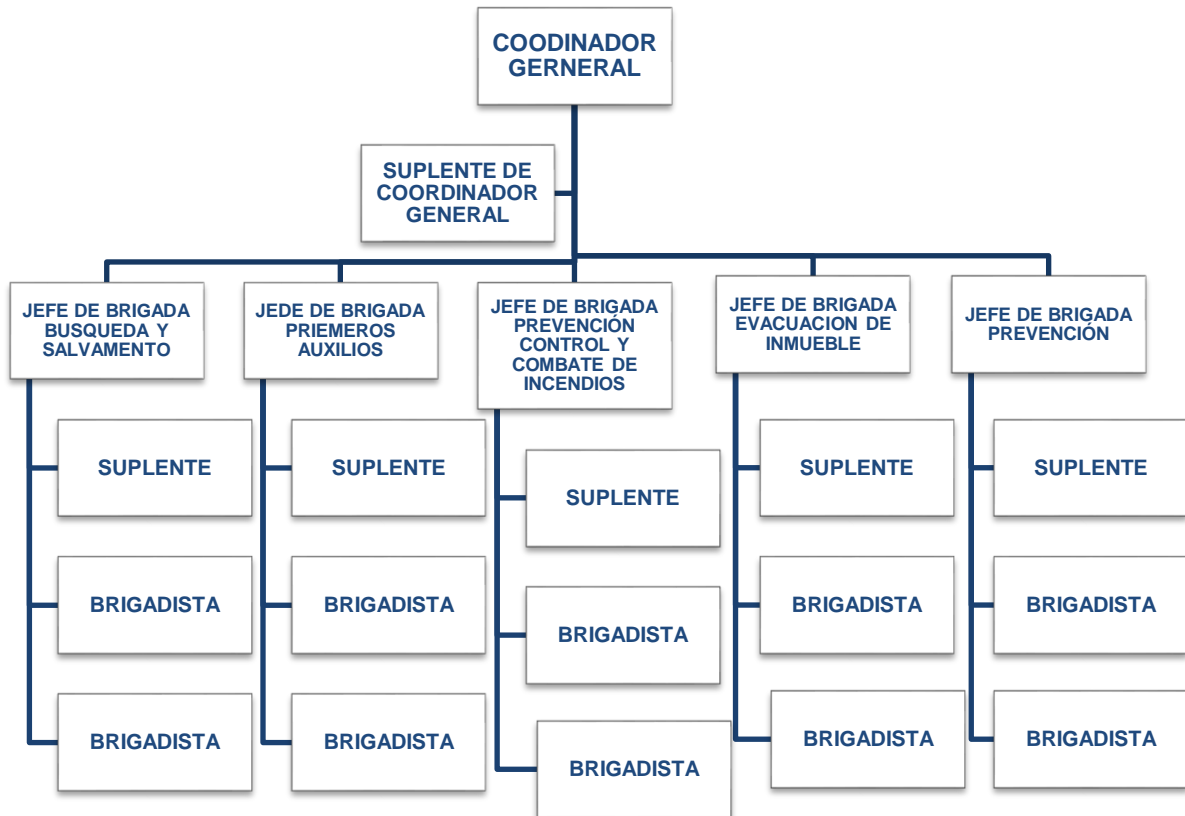 COODINADOR
GERNERAL
SUPLENTE DE
COORDINADOR
GENERAL
JEFE DE BRIGADA
BUSQUEDA Y
SALVAMENTO
JEDE DE BRIGADA
PRIEMEROS
AUXILIOS
JEFE DE BRIGADA
PREVENCIÓN
CONTROL Y
COMBATE DE
INCENDIOS
JEFE DE BRIGADA
EVACUACION DE
INMUEBLE
JEFE DE BRIGADA
PREVENCIÓN
SUPLENTE
SUPLENTE
SUPLENTE
SUPLENTE
SUPLENTE
BRIGADISTA
BRIGADISTA
BRIGADISTA
BRIGADISTA
BRIGADISTA
BRIGADISTA
BRIGADISTA
BRIGADISTA
BRIGADISTA
BRIGADISTA